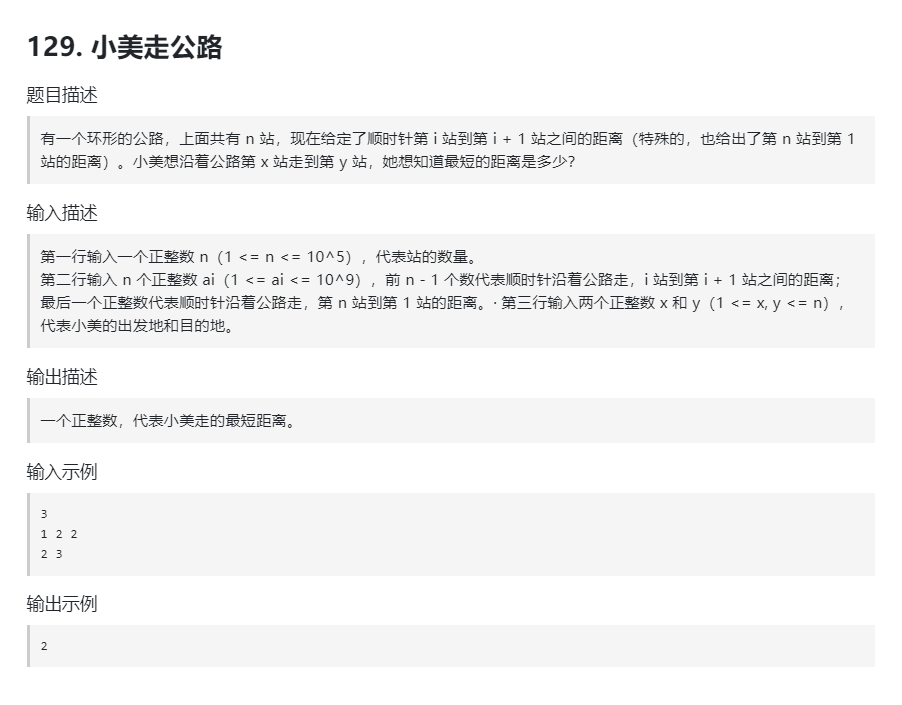 129. 小美走公路
题目描述
有一个环形的公路，上面共有 n 站，现在给定了顺时针第 i 站到第 i + 1 站之间的距离（特殊的，也给出了第 n 站到第 1
站的距离）。小美想沿着公路第 x 站走到第 y 站，她想知道最短的距离是多少？
输入描述
第一行输入一个正整数 n（1 <= n <= 10^5），代表站的数量。
第二行输入 n 个正整数 ai（1 <= ai <= 10^9），前 n - 1 个数代表顺时针沿着公路走，i 站到第 i + 1 站之间的距离；
最后一个正整数代表顺时针沿着公路走，第 n 站到第 1 站的距离。· 第三行输入两个正整数 x 和 y（1 <= x, y <= n），
代表小美的出发地和目的地。
输出描述
一个正整数，代表小美走的最短距离。
输入示例
3
1 2 2
2 3
输出示例
2